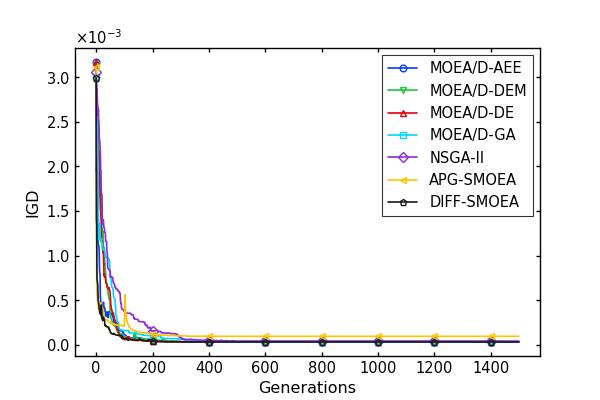 ×10⁻³
3.0
2.5
2.0
1.5
1.0
0.5
0.0
IGD
0 200 400 600 800 1000 1200 1400
Generations
MOEA/D-AEE
MOEA/D-DEM
MOEA/D-DE
MOEA/D-GA
NSGA-II
APG-SMOEA
DIFF-SMOEA